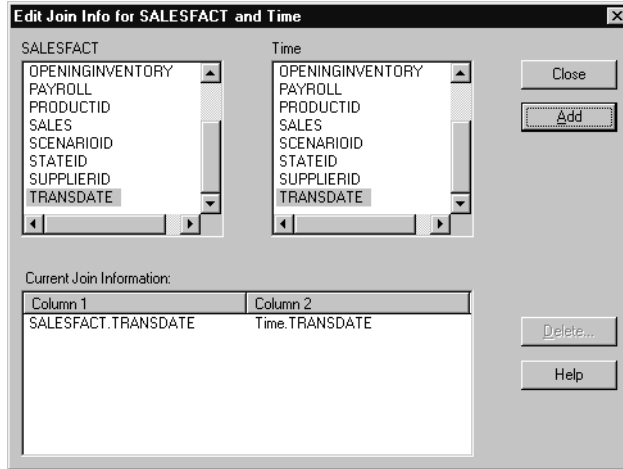 Edit Join Info for SALESFACT and Time
SALESFACT
Time
OPENINGINVENTORY
PAYROLL
PRODUCTID
SALES
SCENARIOID
STATEID
SUPPLIERID
TRANSDATE
OPENINGINVENTORY
PAYROLL
PRODUCTID
SALES
SCENARIOID
STATEID
SUPPLIERID
TRANSDATE
Close
Add
Current Join Information:
Column 1 Column 2
SALESFACT.TRANSDATE Time.TRANSDATE
Delete...
Help